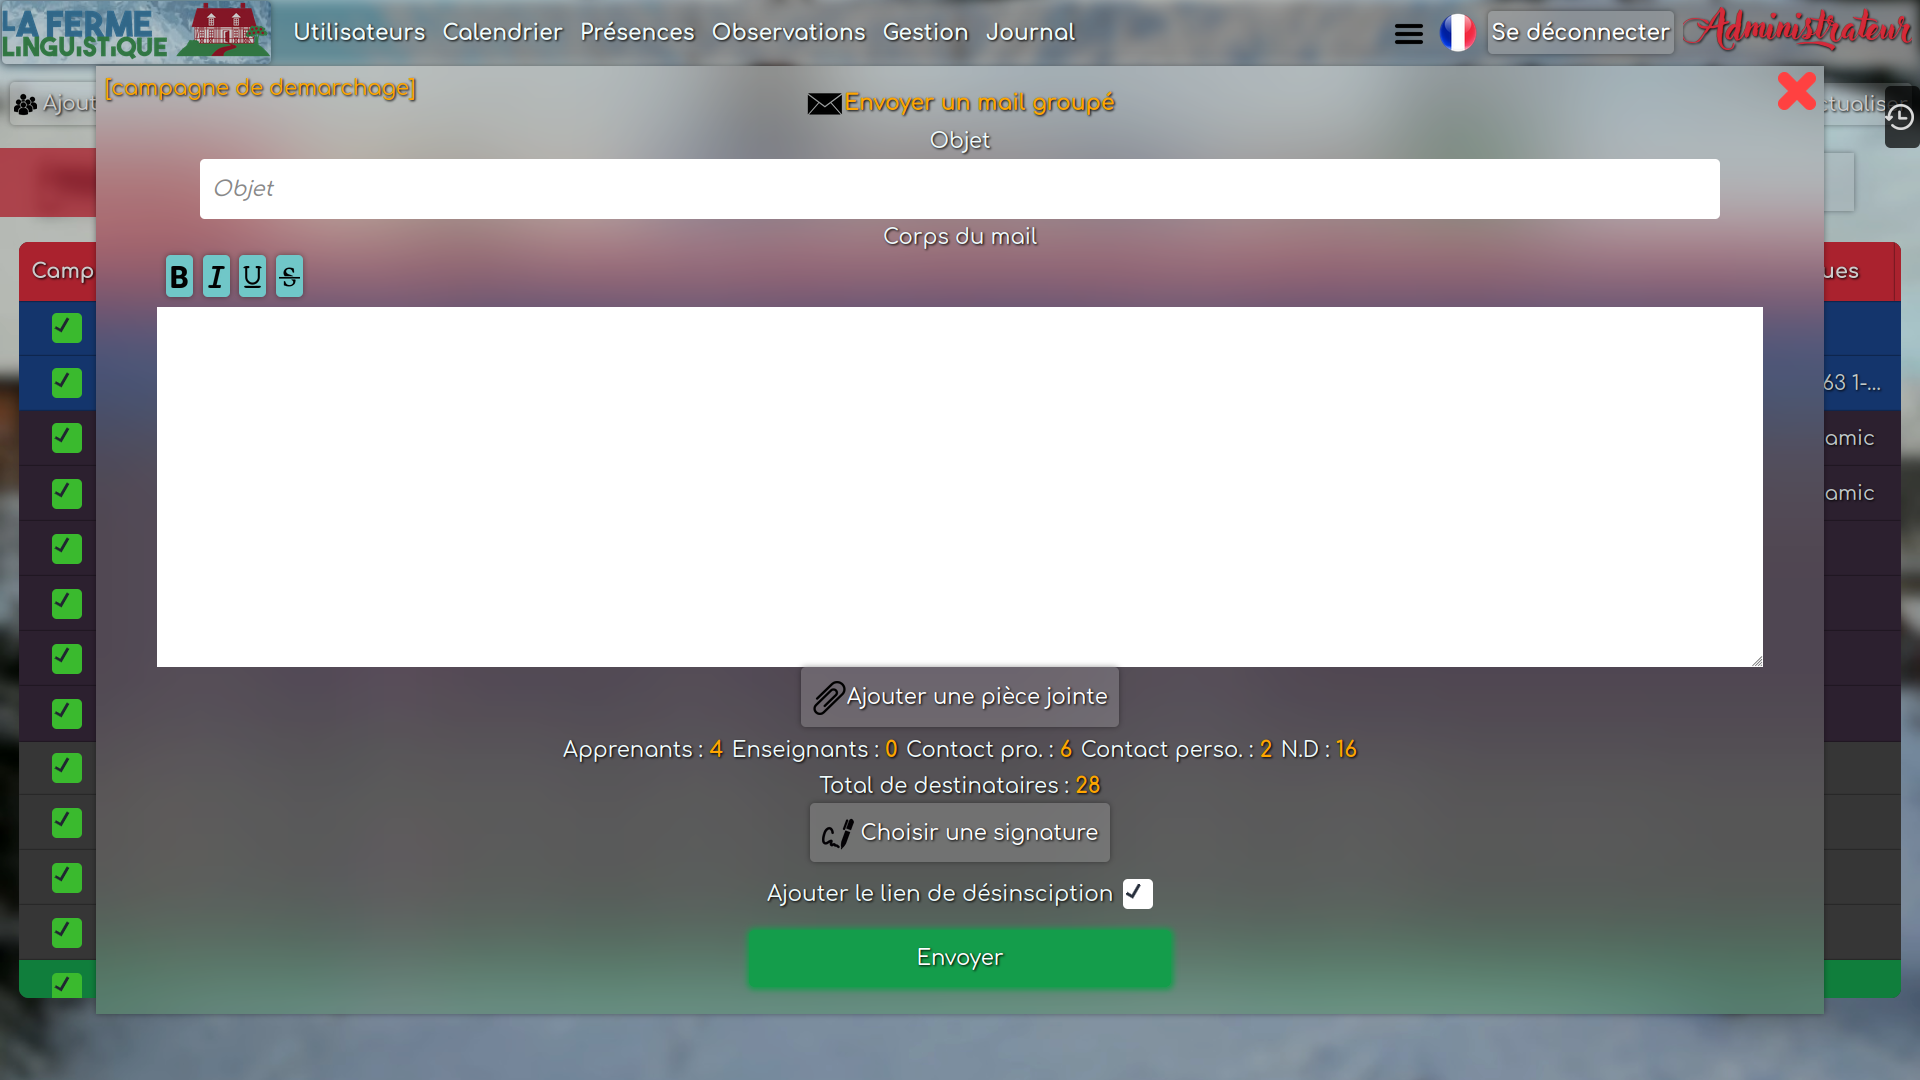 LA FERME
LiNGUiSTiQUE
Utilisateurs Calendrier Présences Observations Gestion Journal
Se déconnecter
Administrateur
[campagne de demarchage]
Envoyer un mail groupé
Ajout
ctualiser
Objet
Objet
Corps du mail
B I U S
Camp
ues
63 1-...
amic
amic
Ajouter une pièce jointe
Apprenants : 4 Enseignants : 0 Contact pro. : 6 Contact perso. : 2 N.D : 16
Total de destinataires : 28
Choisir une signature
Ajouter le lien de désinsciption
Envoyer